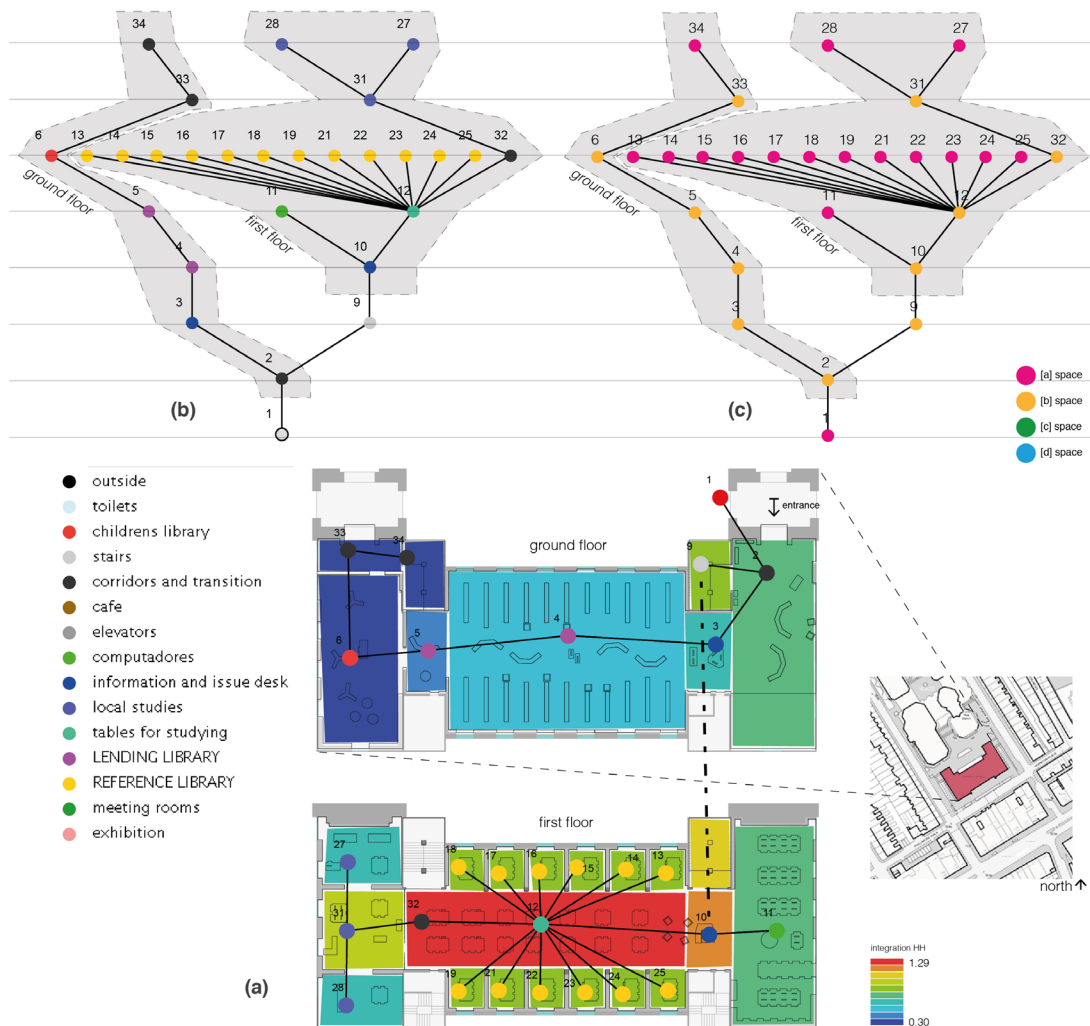 34 28 27
33 31
6 13 14 15 16 17 18 19 21 22 23 24 25 32
5 11 12
ground floor
first floor
4 10
3 9
2
1
(b)
34 28 27
33 31
6 13 14 15 16 17 18 19 21 22 23 24 25 32
5 11 12
ground floor
first floor
4 10
3 9
2
1
(c)
[a] space
[b] space
[c] space
[d] space
outside
toilets
childrens library
stairs
corridors and transition
cafe
elevators
computadores
information and issue desk
local studies
tables for studying
LENDING LIBRARY
REFERENCE LIBRARY
meeting rooms
exhibition
1
entrance
ground floor
33 34 9 2
6 5 4 3
first floor
27 18 17 16 15 14 13
31 32 12 10 11
28 19 21 22 23 24 25
(a)
north
integration HH
1.29
0.30